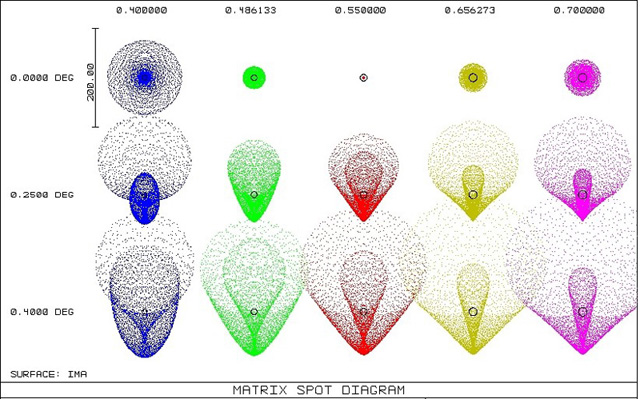 0.400000 0.486133 0.550000 0.656273 0.700000
0.0000 DEG
200.00
0.2500 DEG
0.4000 DEG
SURFACE: IMA
MATRIX SPOT DIAGRAM